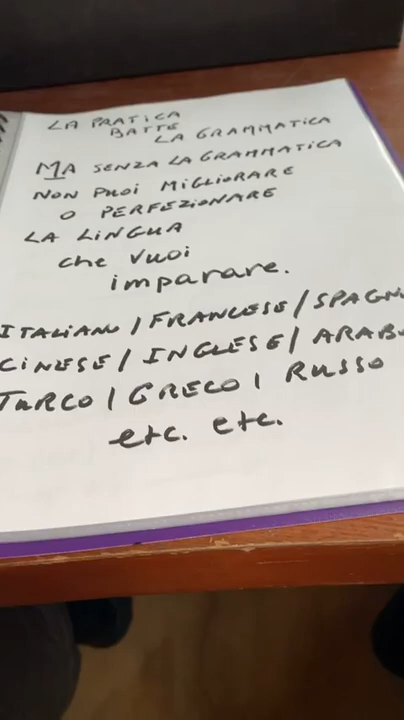 LA PRATICA
BATTE
LA GRAMMATICA
MA SENZA LA GRAMMATICA
NON PUOI MIGLIORARE
O PERFEZIONARE
LA LINGUA
che vuoi
imparare.
ITALIANO / FRANCESE / SPAGN
CINESE / INGLESE / ARABO
TURCO / GRECO / RUSSO
etc. etc.